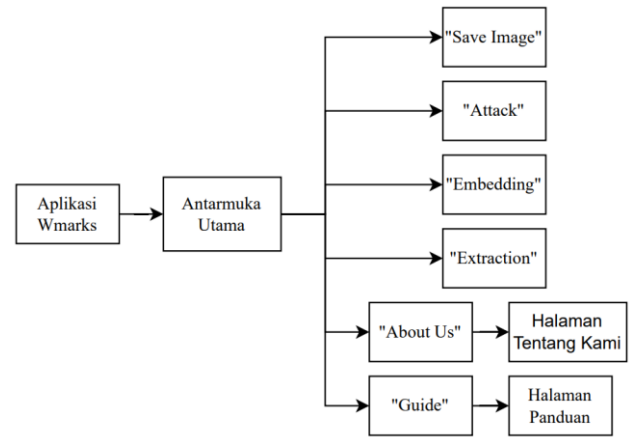 "Save Image"
"Attack"
"Embedding"
Aplikasi
Wmarks
Antarmuka
Utama
"Extraction"
"About Us"
Halaman
Tentang Kami
"Guide"
Halaman
Panduan